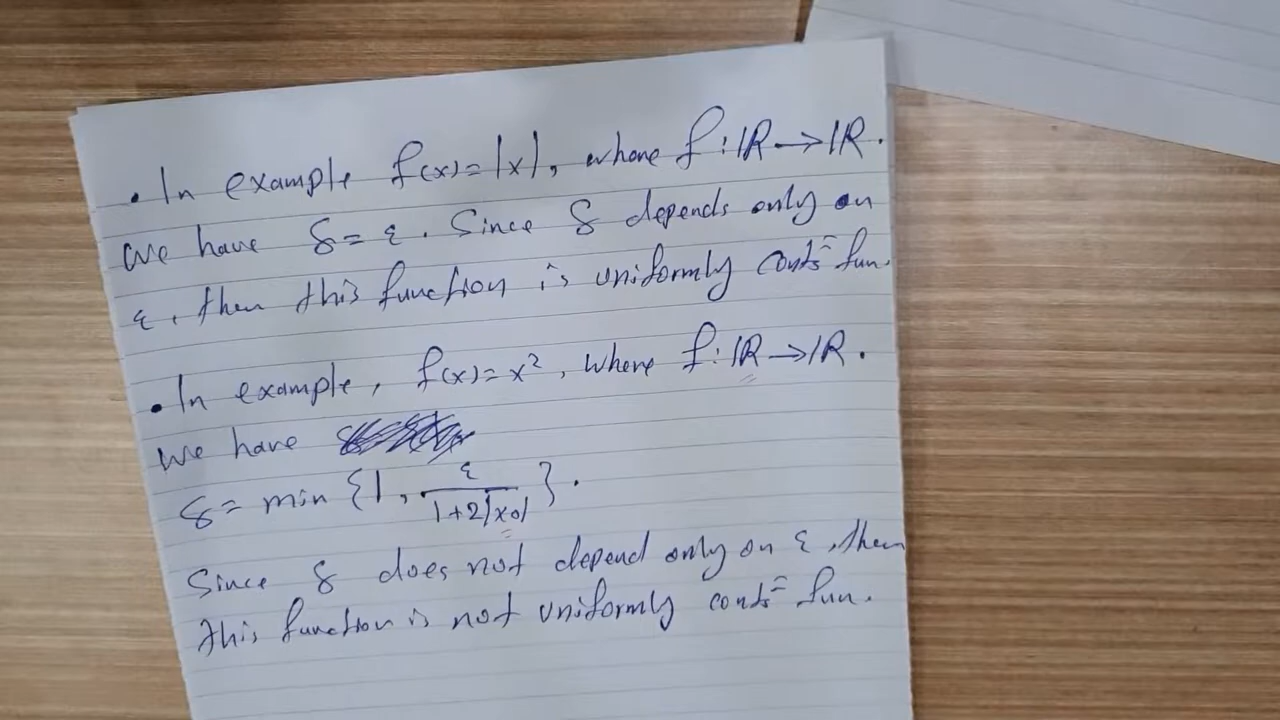 • In example f(x)=|x|, where f:ℝ→ℝ.
we have δ=ε. Since δ depends only on
ε, then this function is uniformly conts= fun.
• In example, f(x)=x², where f:ℝ→ℝ.
we have
δ= min {1, ε/(1+2|x₀|)}.
Since δ does not depend only on ε, then
this function is not uniformly conts= fun.